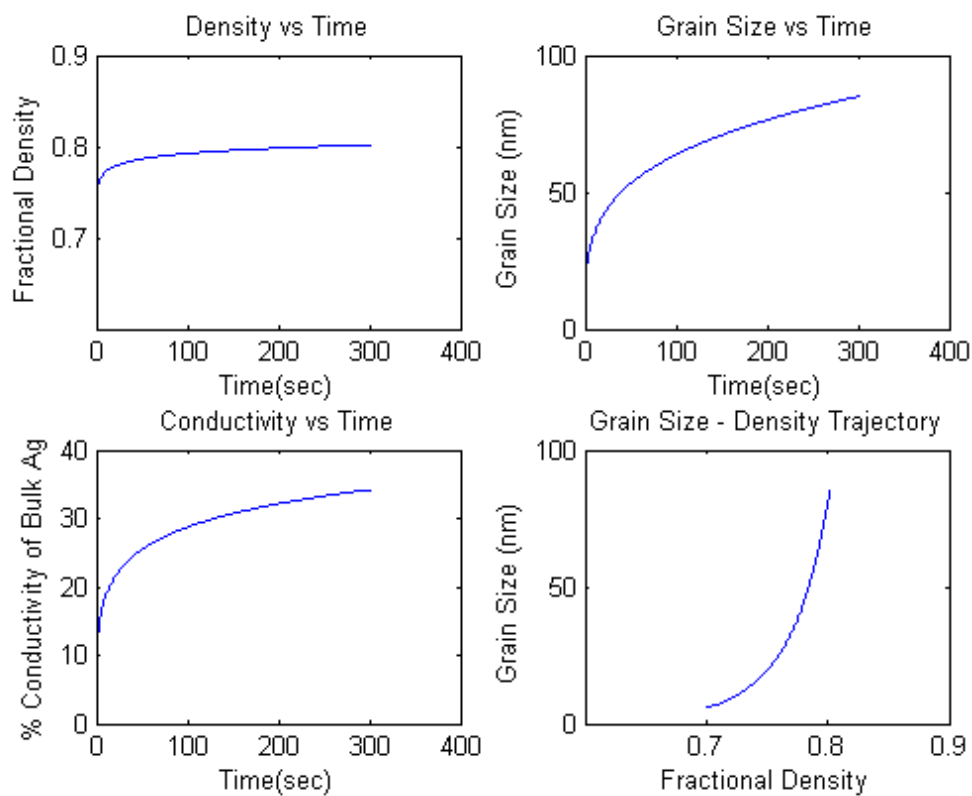 Density vs Time
0.9
0.8
0.7
Fractional Density
0 100 200 300 400
Time(sec)
Grain Size vs Time
100
50
0
Grain Size (nm)
0 100 200 300 400
Time(sec)
Conductivity vs Time
40
30
20
10
0
% Conductivity of Bulk Ag
0 100 200 300 400
Time(sec)
Grain Size - Density Trajectory
100
50
0
Grain Size (nm)
0.7 0.8 0.9
Fractional Density